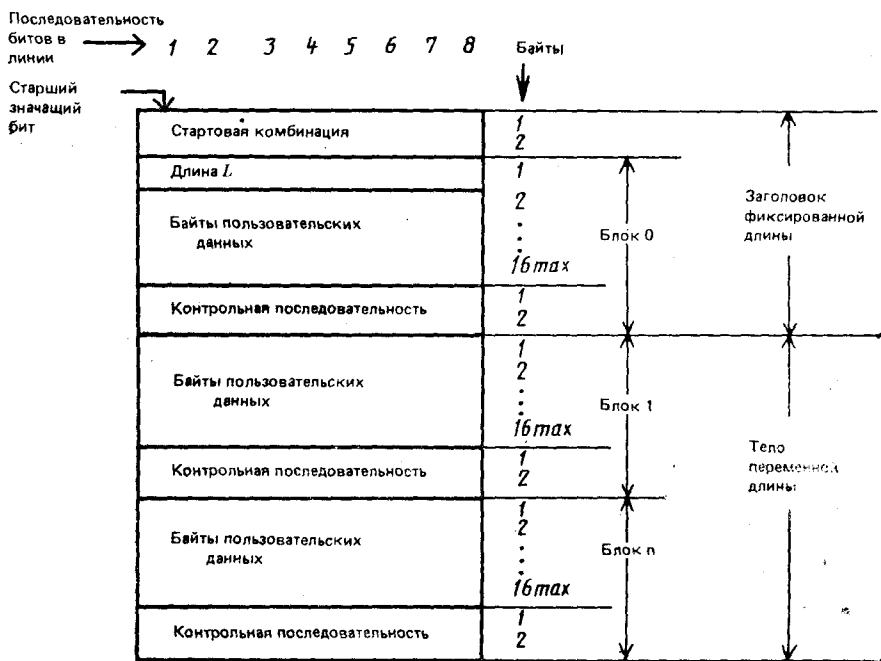 Последовательность
битов в
линии
1 2 3 4 5 6 7 8
Байты
Старший
значащий
бит
Стартовая комбинация
1
2
Длина L
1
Байты пользовательских
данных
2
16 max
Блок 0
Заголовок
фиксированной
длины
Контрольная последовательность
1
2
Байты пользовательских
данных
1
2
16 max
Блок 1
Контрольная последовательность
1
2
Тело
переменной
длины
Байты пользовательских
данных
1
2
16 max
Блок n
Контрольная последовательность
1
2